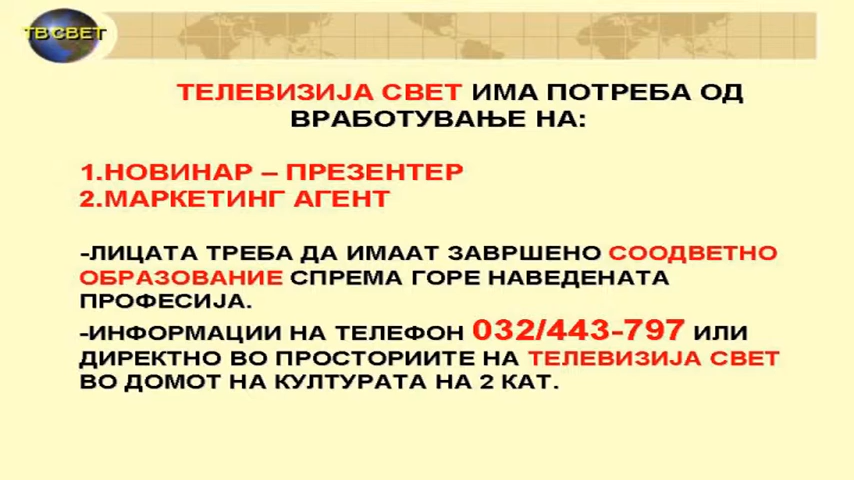 ТВ СВЕТ
ТЕЛЕВИЗИЈА СВЕТ ИМА ПОТРЕБА ОД
ВРАБОТУВАЊЕ НА:
1.НОВИНАР – ПРЕЗЕНТЕР
2.МАРКЕТИНГ АГЕНТ
-ЛИЦАТА ТРЕБА ДА ИМААТ ЗАВРШЕНО СООДВЕТНО
ОБРАЗОВАНИЕ СПРЕМА ГОРЕ НАВЕДЕНАТА
ПРОФЕСИЈА.
-ИНФОРМАЦИИ НА ТЕЛЕФОН 032/443-797 ИЛИ
ДИРЕКТНО ВО ПРОСТОРИИТЕ НА ТЕЛЕВИЗИЈА СВЕТ
ВО ДОМОТ НА КУЛТУРАТА НА 2 КАТ.